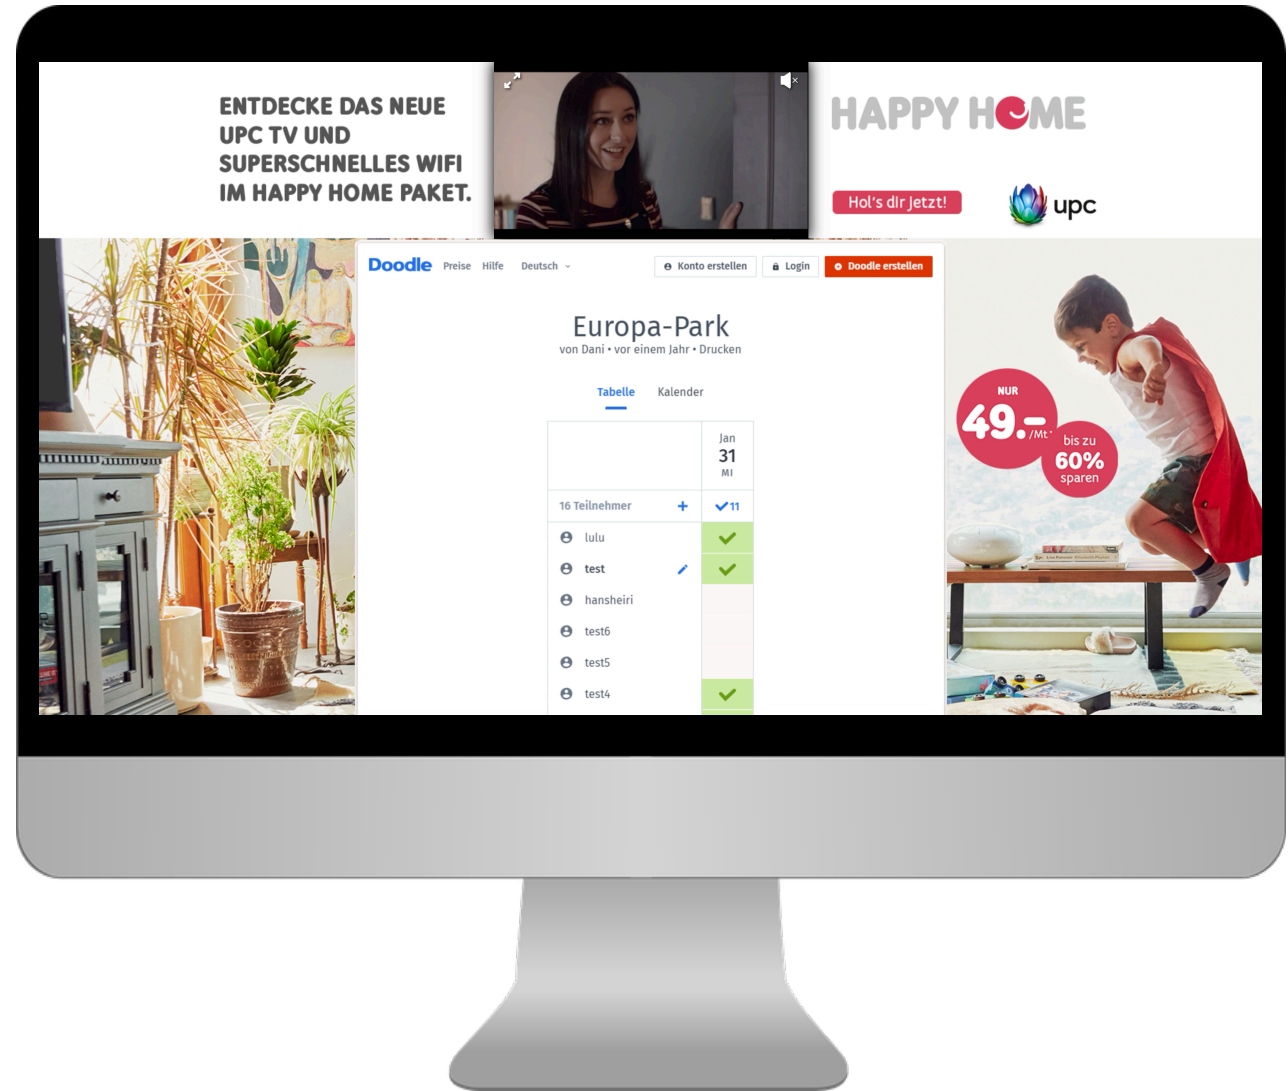 ENTDECKE DAS NEUE
UPC TV UND
SUPERSCHNELLES WIFI
IM HAPPY HOME PAKET.
HAPPY HOME
Hol's dir jetzt!
upc
Doodle Preise Hilfe Deutsch Konto erstellen Login Doodle erstellen
Europa-Park
von Dani • vor einem Jahr • Drucken
Tabelle Kalender
Jan
31
MI
16 Teilnehmer + 11
lulu
test
hansheiri
test6
test5
test4
NUR
49.–
/Mt*
bis zu
60%
sparen